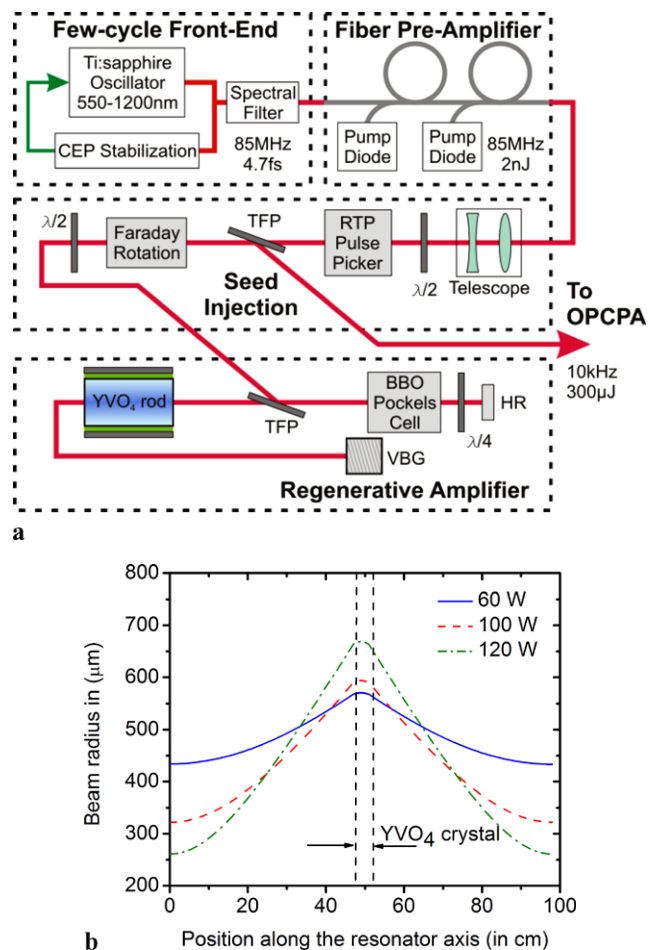 Few-cycle Front-End
Ti:sapphire
Oscillator
550-1200nm
CEP Stabilization
Spectral
Filter
85MHz
4.7fs
Fiber Pre-Amplifier
Pump
Diode
Pump
Diode
85MHz
2nJ
λ/2
Faraday
Rotation
TFP
RTP
Pulse
Picker
λ/2
Telescope
Seed
Injection
To
OPCPA
10kHz
300µJ
YVO4 rod
TFP
BBO
Pockels
Cell
λ/4
HR
VBG
Regenerative Amplifier
a
800
700
600
500
400
300
200
Beam radius in (µm)
60 W
100 W
120 W
YVO4 crystal
0 20 40 60 80 100
Position along the resonator axis (in cm)
b